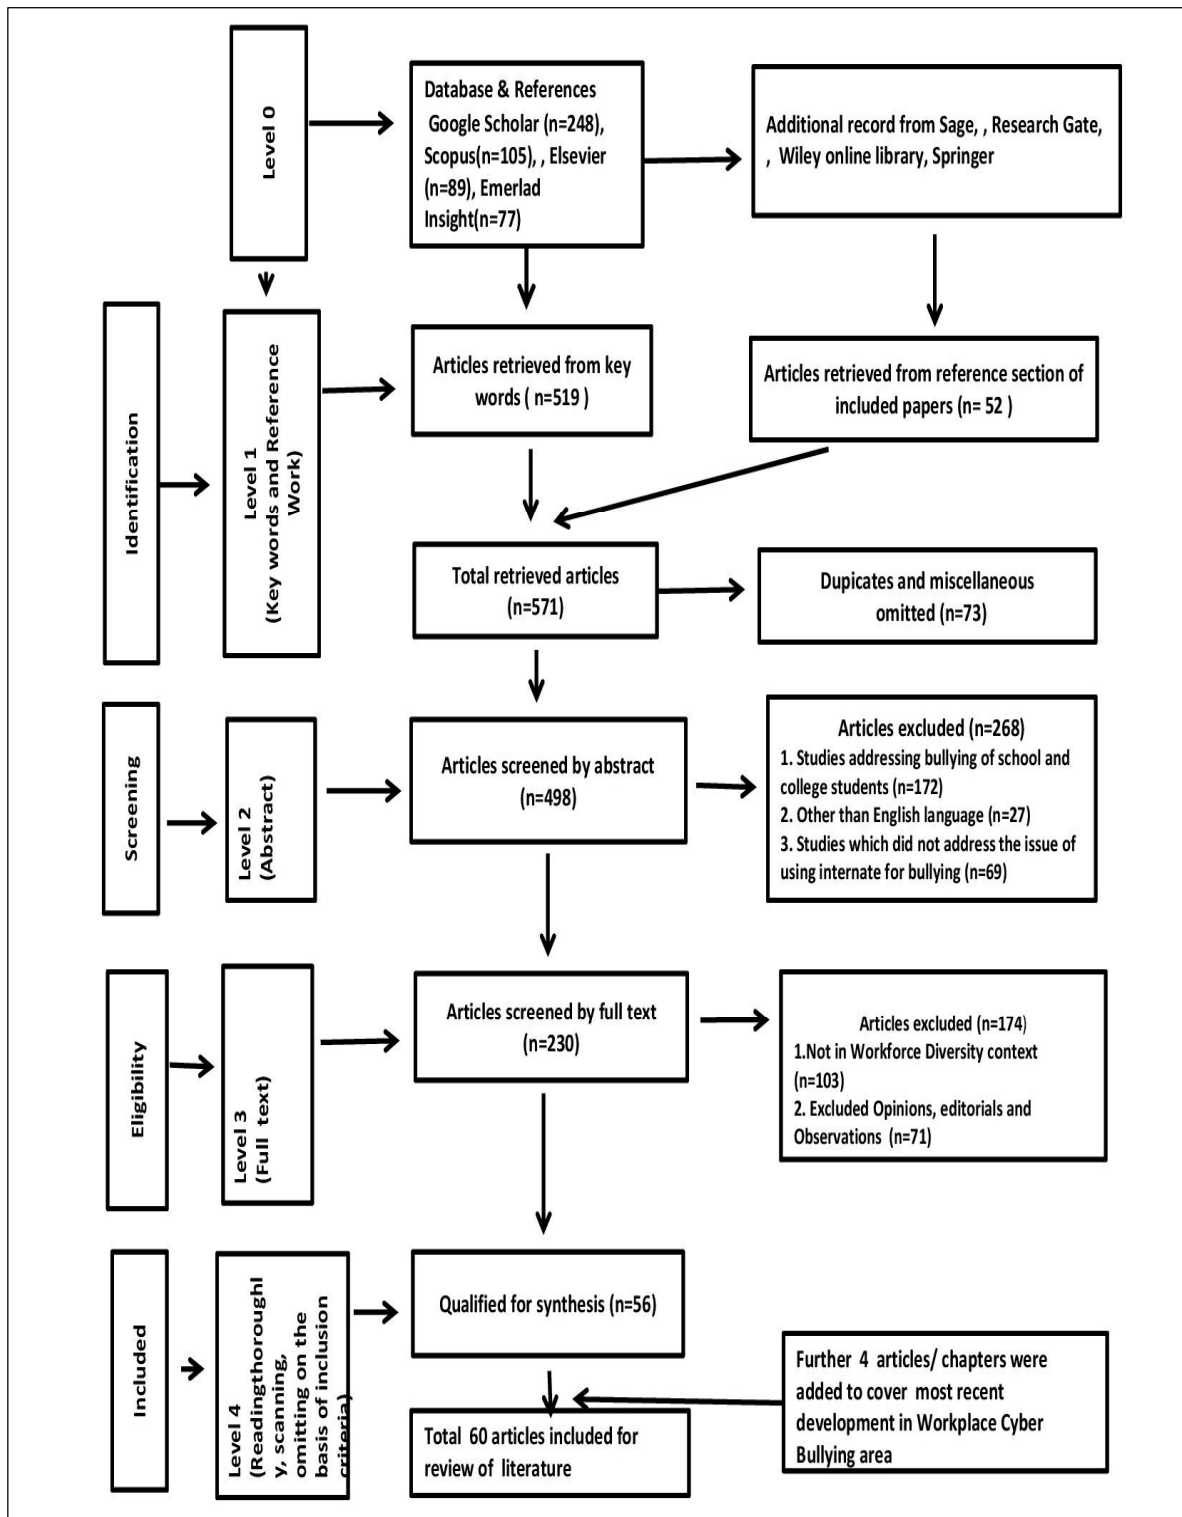 Level 0
Database & References
Google Scholar (n=248),
Scopus(n=105), , Elsevier
(n=89), Emerlad
Insight(n=77)
Additional record from Sage, , Research Gate,
, Wiley online library, Springer
Identification
Level 1
(Key words and Reference
Work)
Articles retrieved from key
words ( n=519 )
Articles retrieved from reference section of
included papers (n= 52 )
Total retrieved articles
(n=571)
Dupicates and miscellaneous
omitted (n=73)
Screening
Level 2
(Abstract)
Articles screened by abstract
(n=498)
Articles excluded (n=268)
1. Studies addressing bullying of school and
college students (n=172)
2. Other than English language (n=27)
3. Studies which did not address the issue of
using internate for bullying (n=69)
Eligibility
Level 3
(Full text)
Articles screened by full text
(n=230)
Articles excluded (n=174)
1.Not in Workforce Diversity context
(n=103)
2. Excluded Opinions, editorials and
Observations (n=71)
Included
Level 4
(Readingthoroughl
y, scanning,
omitting on the
basis of inclusion
criteria)
Qualified for synthesis (n=56)
Further 4 articles/ chapters were
added to cover most recent
development in Workplace Cyber
Bullying area
Total 60 articles included for
review of literature